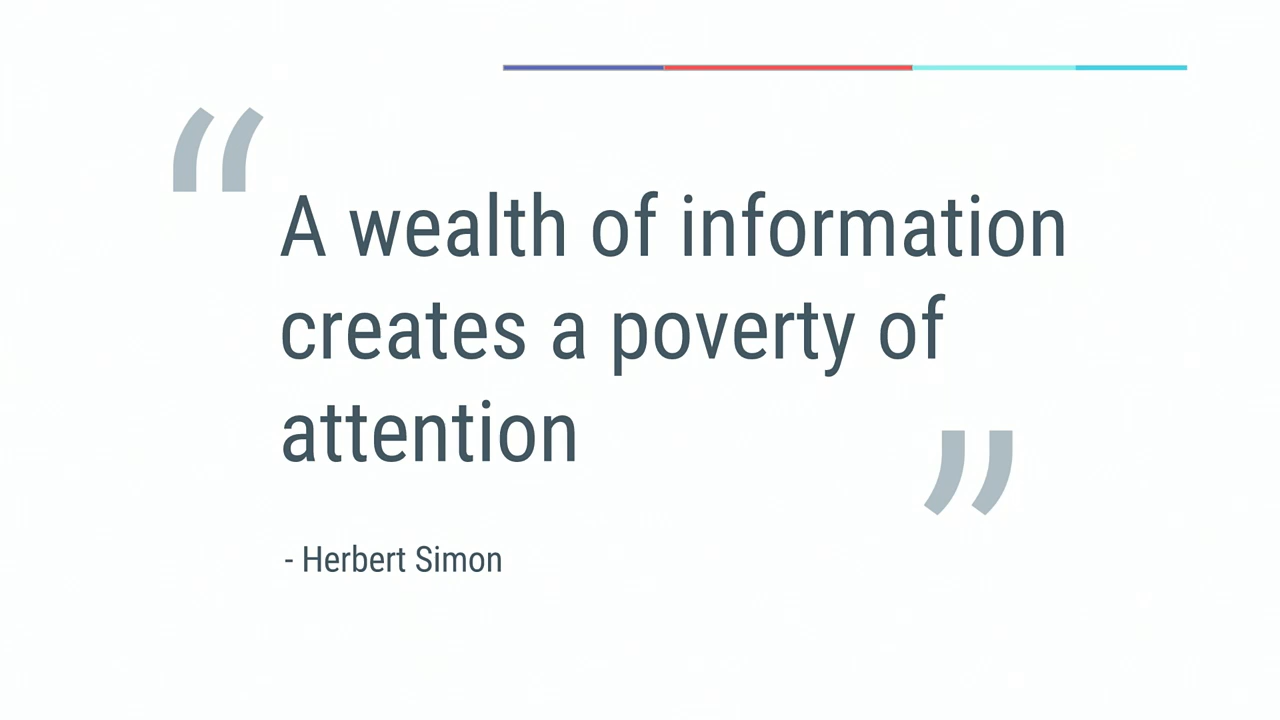 “
A wealth of information
creates a poverty of
attention
”
- Herbert Simon